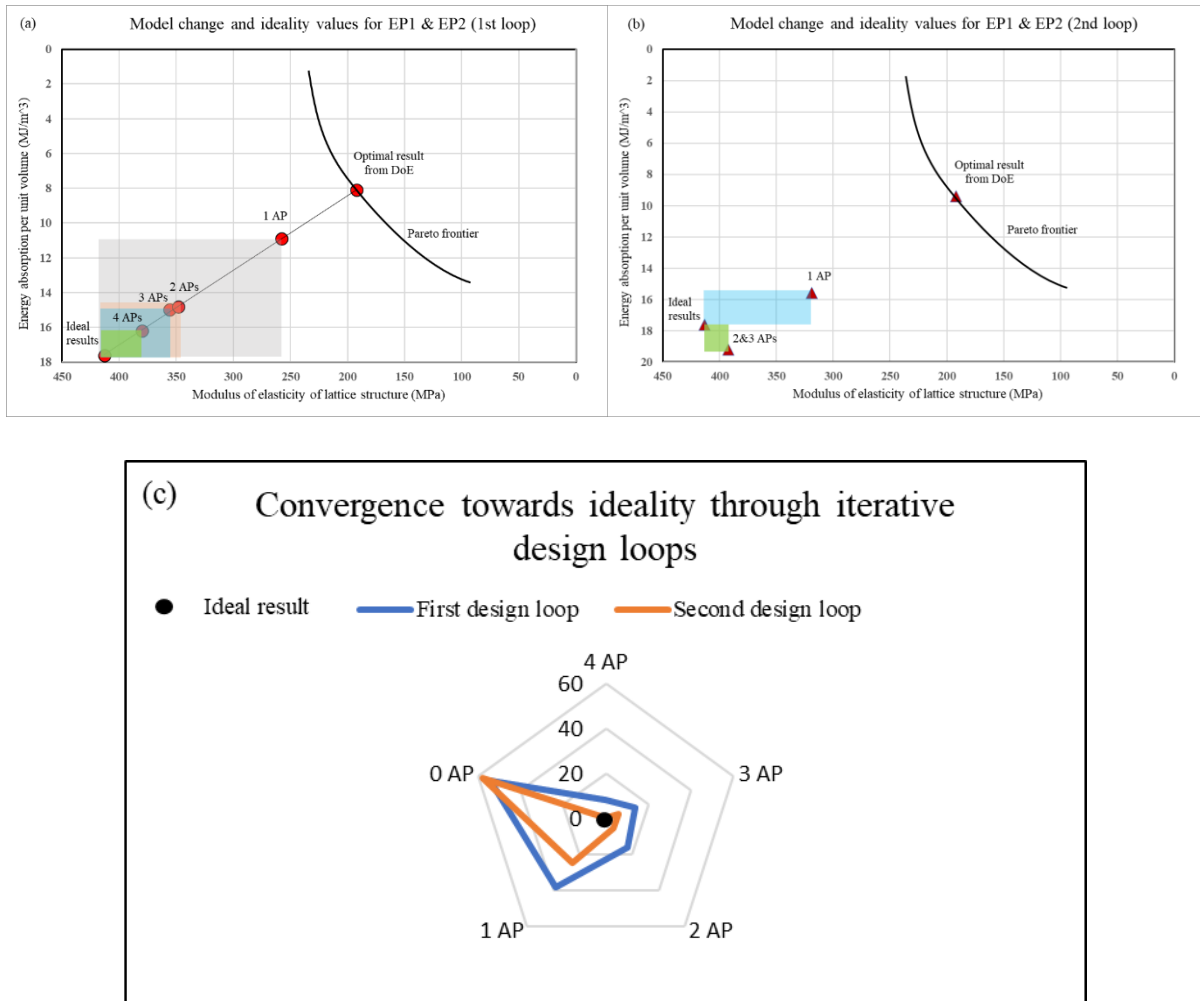 (a)
Model change and ideality values for EP1 & EP2 (1st loop)
Energy absorption per unit volume (MJ/m^3)
0
2
4
6
8
10
12
14
16
18
Optimal result
from DoE
1 AP
Pareto frontier
2 APs
3 APs
4 APs
Ideal
results
450
400
350
300
250
200
150
100
50
0
Modulus of elasticity of lattice structure (MPa)
(b)
Model change and ideality values for EP1 & EP2 (2nd loop)
Energy absorption per unit volume (MJ/m^3)
0
2
4
6
8
10
12
14
16
18
20
Optimal result
from DoE
Pareto frontier
1 AP
Ideal
results
2&3 APs
450
400
350
300
250
200
150
100
50
0
Modulus of elasticity of lattice structure (MPa)
(c)
Convergence towards ideality through iterative
design loops
Ideal result
First design loop
Second design loop
4 AP
60
40
20
0
0 AP
3 AP
1 AP
2 AP